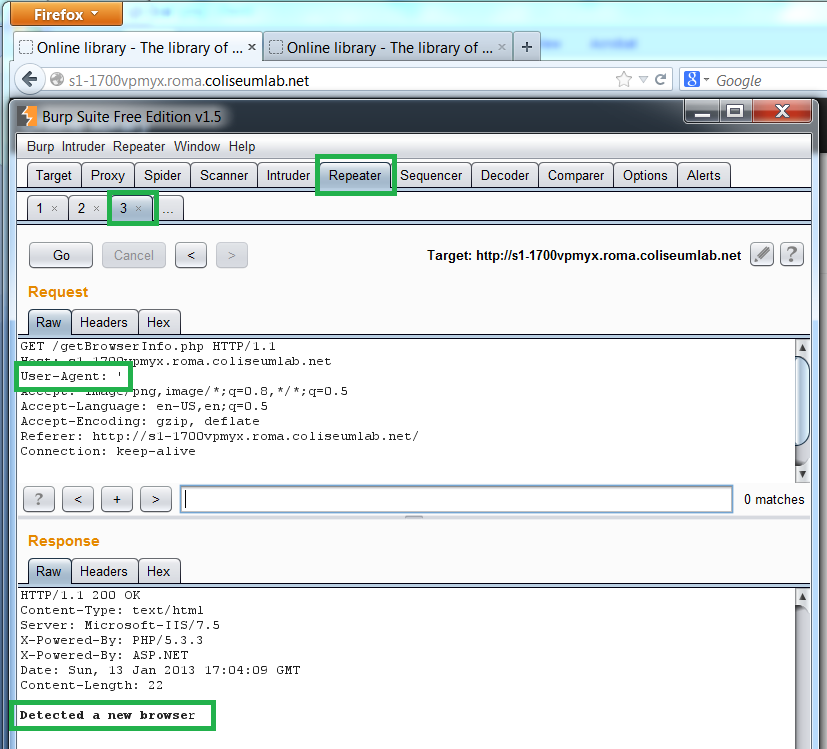 Firefox
Online library - The library of ... ×
Online library - The library of ... ×
+
s1-1700vpmyx.roma.coliseumlab.net
8 Google
Burp Suite Free Edition v1.5
Burp Intruder Repeater Window Help
Target Proxy Spider Scanner Intruder Repeater Sequencer Decoder Comparer Options Alerts
1 × 2 × 3 × ...
Go Cancel < > Target: http://s1-1700vpmyx.roma.coliseumlab.net ?
Request
Raw Headers Hex
GET /getBrowserInfo.php HTTP/1.1
Host: s1-1700vpmyx.roma.coliseumlab.net
User-Agent: '
Accept: image/png,image/*;q=0.8,*/*;q=0.5
Accept-Language: en-US,en;q=0.5
Accept-Encoding: gzip, deflate
Referer: http://s1-1700vpmyx.roma.coliseumlab.net/
Connection: keep-alive
? < + > 0 matches
Response
Raw Headers Hex
HTTP/1.1 200 OK
Content-Type: text/html
Server: Microsoft-IIS/7.5
X-Powered-By: PHP/5.3.3
X-Powered-By: ASP.NET
Date: Sun, 13 Jan 2013 17:04:09 GMT
Content-Length: 22
Detected a new browser